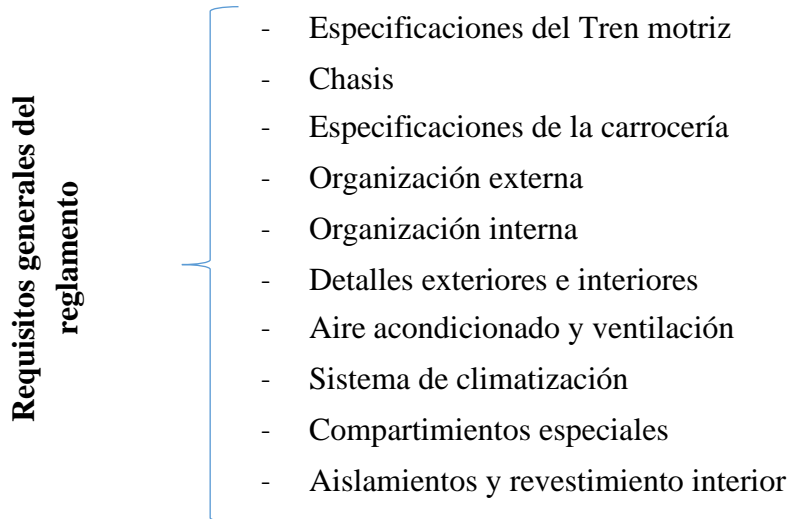 Requisitos generales del
reglamento
- Especificaciones del Tren motriz
- Chasis
- Especificaciones de la carrocería
- Organización externa
- Organización interna
- Detalles exteriores e interiores
- Aire acondicionado y ventilación
- Sistema de climatización
- Compartimientos especiales
- Aislamientos y revestimiento interior